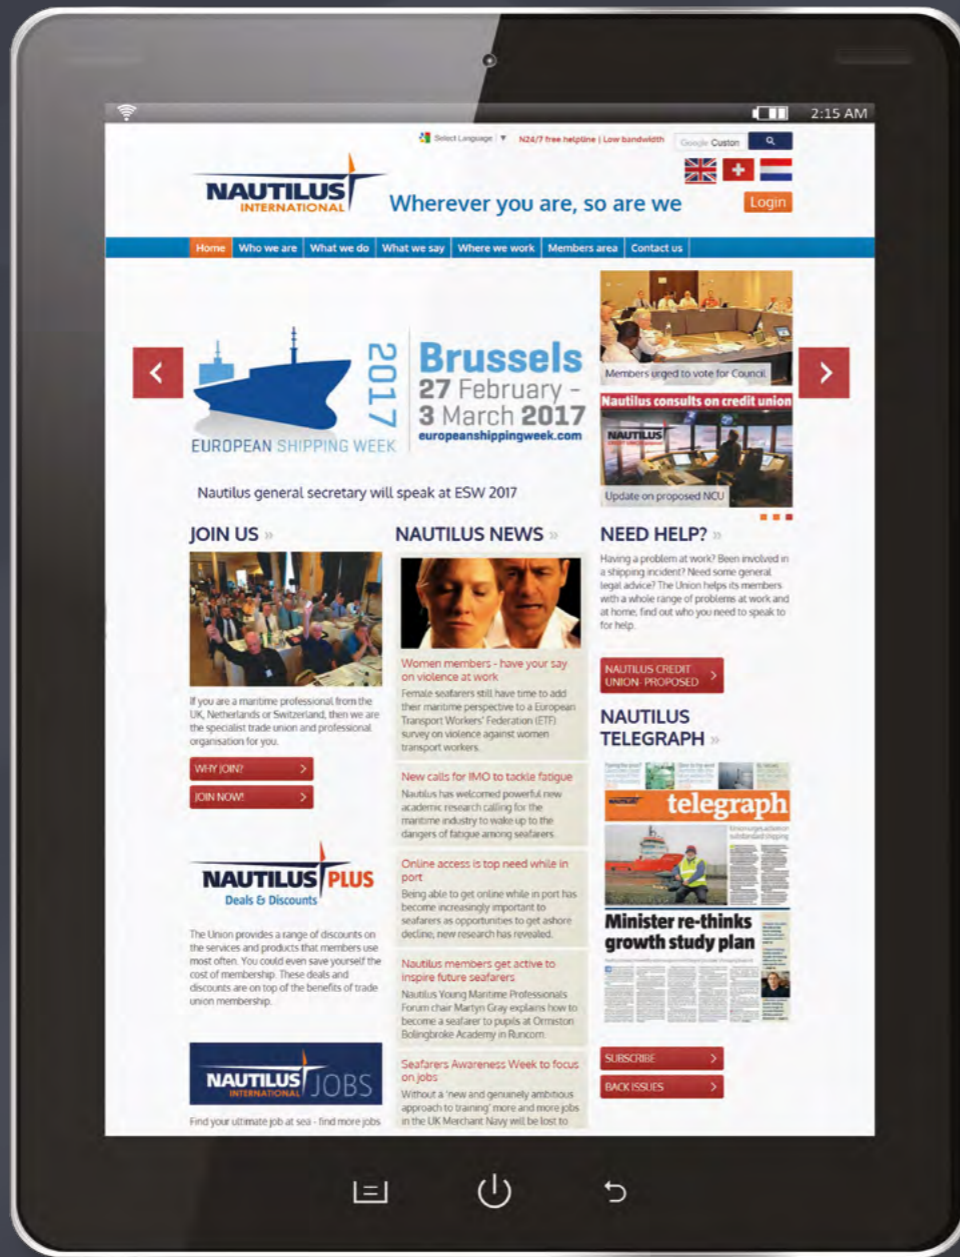 2:15 AM
Select Language ▼
N24/7 free helpline | Low bandwidth
Google Custon
NAUTILUS
INTERNATIONAL
Wherever you are, so are we
Login
Home
Who we are
What we do
What we say
Where we work
Members area
Contact us
EUROPEAN SHIPPING WEEK
2017
Brussels
27 February -
3 March 2017
europeanshippingweek.com
Nautilus general secretary will speak at ESW 2017
Members urged to vote for Council
Nautilus consults on credit union
NAUTILUS
Update on proposed NCU
JOIN US »
If you are a maritime professional from the
UK, Netherlands or Switzerland, then we are
the specialist trade union and professional
organisation for you.
WHY JOIN?
JOIN NOW!
NAUTILUS PLUS
Deals & Discounts
The Union provides a range of discounts on
the services and products that members use
most often. You could even save yourself the
cost of membership. These deals and
discounts are on top of the benefits of trade
union membership.
NAUTILUS
INTERNATIONAL
JOBS
Find your ultimate job at sea - find more jobs
NAUTILUS NEWS »
Women members - have your say
on violence at work
Female seafarers still have time to add
their maritime perspective to a European
Transport Workers' Federation (ETF)
survey on violence against women
transport workers.
New calls for IMO to tackle fatigue
Nautilus has welcomed powerful new
academic research calling for the
maritime industry to wake up to the
dangers of fatigue among seafarers.
Online access is top need while in
port
Being able to get online while in port has
become increasingly important to
seafarers as opportunities to get ashore
decline, new research has revealed.
Nautilus members get active to
inspire future seafarers
Nautilus Young Maritime Professionals
Forum chair Martyn Gray explains how to
become a seafarer to pupils at Ormiston
Bolingbroke Academy in Runcorn.
Seafarers Awareness Week to focus
on jobs
Without a 'new and genuinely ambitious
approach to training' more and more jobs
in the UK Merchant Navy will be lost to
NEED HELP? »
Having a problem at work? Been involved in
a shipping incident? Need some general
legal advice? The Union helps its members
with a whole range of problems at work and
at home, find out who you need to speak to
for help.
NAUTILUS CREDIT
UNION- PROPOSED
NAUTILUS
TELEGRAPH »
telegraph
Minister re-thinks
growth study plan
SUBSCRIBE
BACK ISSUES